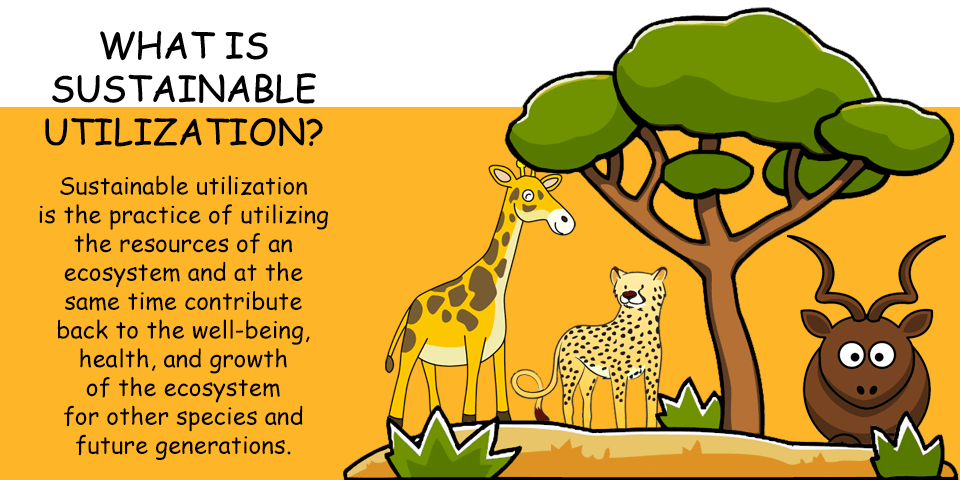 WHAT IS
SUSTAINABLE
UTILIZATION?
Sustainable utilization
is the practice of utilizing
the resources of an
ecosystem and at the
same time contribute
back to the well-being,
health, and growth
of the ecosystem
for other species and
future generations.